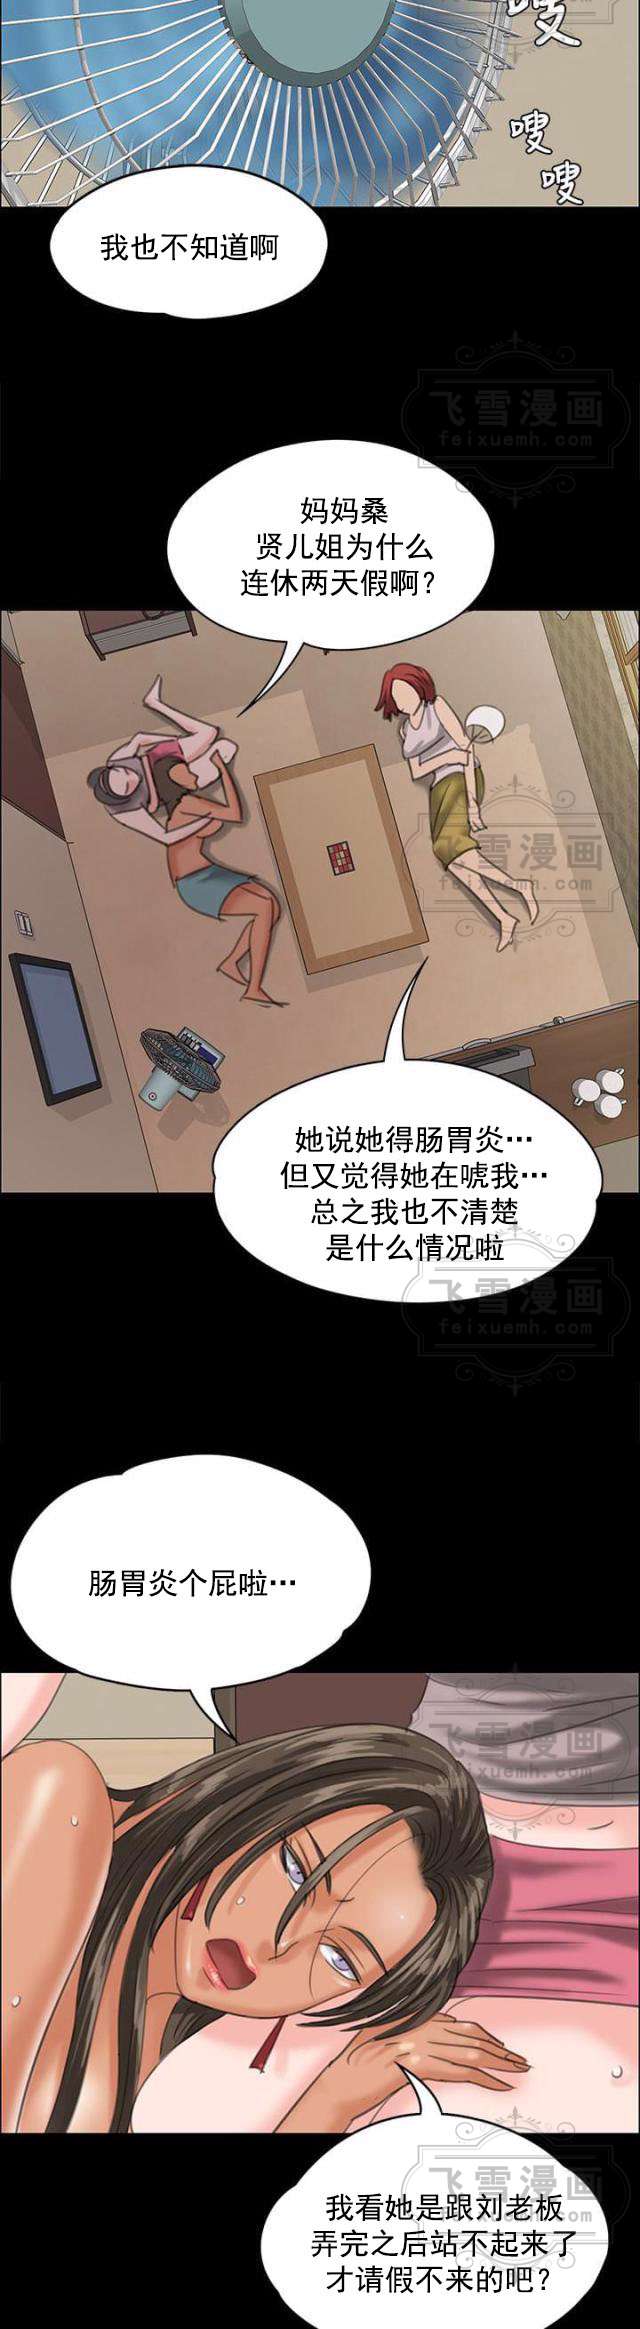 嗖
嗖
嗖
我也不知道啊
飞雪漫画
feixuemh.com
妈妈桑
贤儿姐为什么
连休两天假啊？
飞雪漫画
feixuemh.com
她说她得肠胃炎…
但又觉得她在唬我…
总之我也不清楚
是什么情况啦
飞雪漫画
feixuemh.com
肠胃炎个屁啦…
飞雪漫画
feixuemh.com
我看她是跟刘老板
弄完之后站不起来了
才请假不来的吧？
飞雪漫画
feixuemh.com